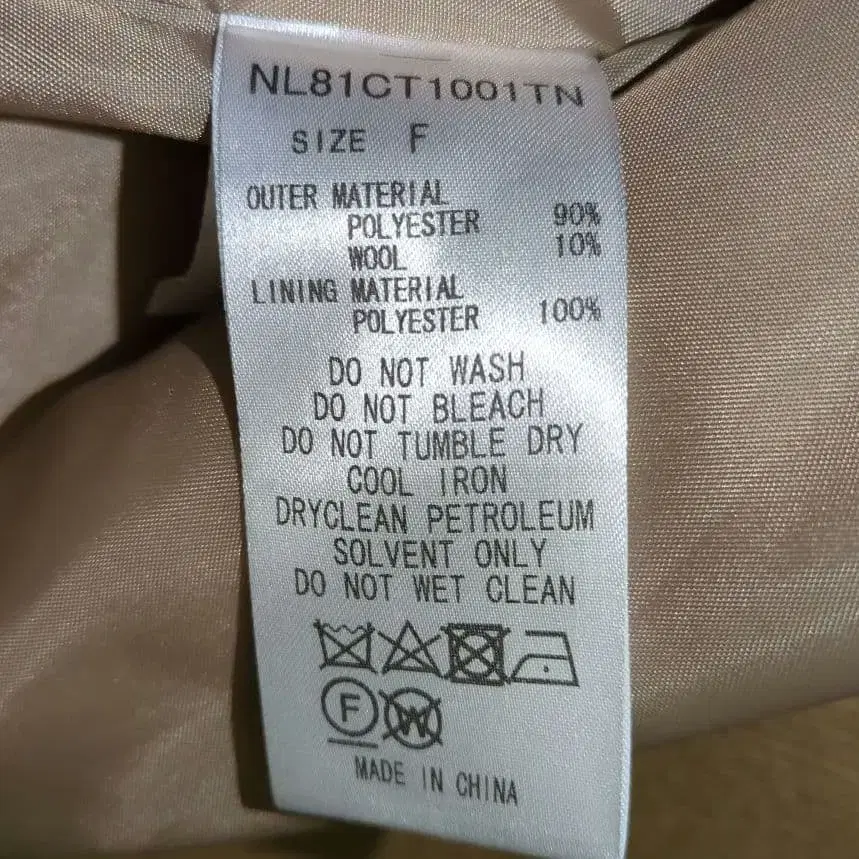 NL81CT1001TN
SIZE F
OUTER MATERIAL
POLYESTER 90%
WOOL 10%
LINING MATERIAL
POLYESTER 100%
DO NOT WASH
DO NOT BLEACH
DO NOT TUMBLE DRY
COOL IRON
DRYCLEAN PETROLEUM
SOLVENT ONLY
DO NOT WET CLEAN
F W
MADE IN CHINA